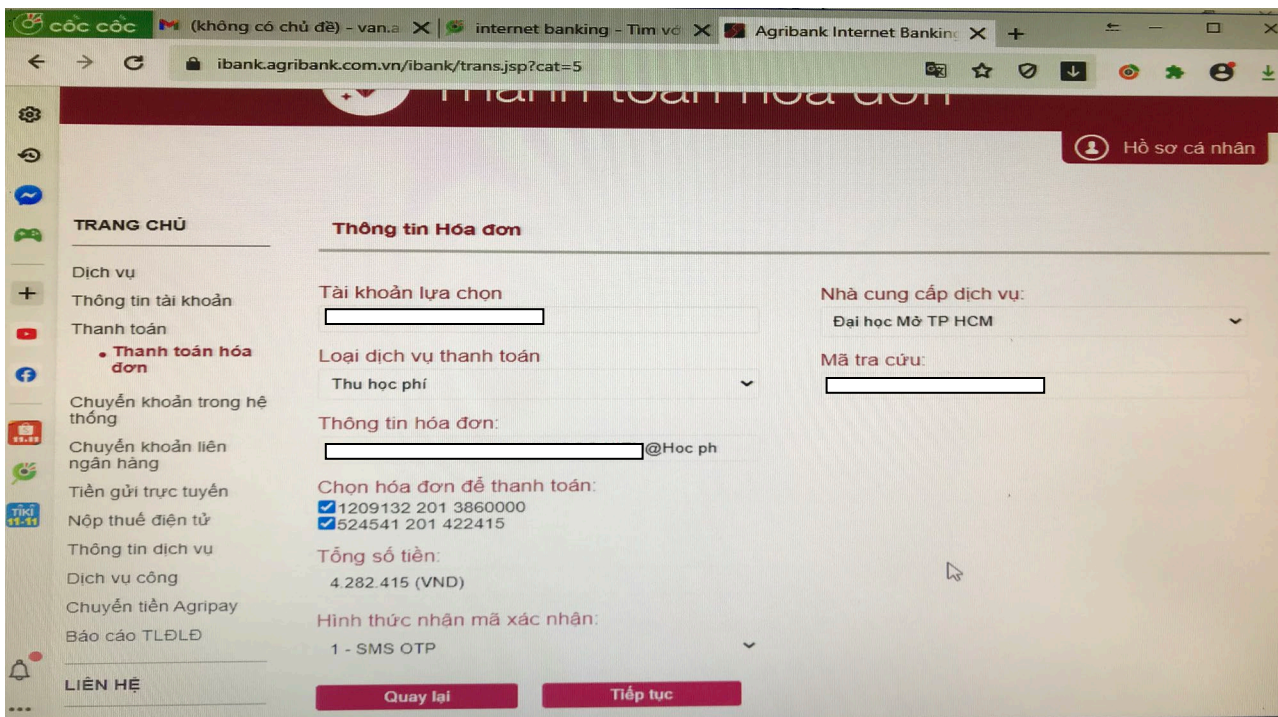 cốc cốc
(không có chủ đề) - van.a
internet banking - Tìm vớ
Agribank Internet Banking
ibank.agribank.com.vn/ibank/trans.jsp?cat=5
Thanh toán hóa đơn
Hồ sơ cá nhân
TRANG CHỦ
Dịch vụ
Thông tin tài khoản
Thanh toán
Thanh toán hóa
đơn
Chuyển khoản trong hệ
thống
Chuyển khoản liên
ngân hàng
Tiền gửi trực tuyến
Nộp thuế điện tử
Thông tin dịch vụ
Dịch vụ công
Chuyển tiền Agripay
Báo cáo TLĐLĐ
LIÊN HỆ
Thông tin Hóa đơn
Tài khoản lựa chọn
Nhà cung cấp dịch vụ:
Đại học Mở TP HCM
Loại dịch vụ thanh toán
Thu học phí
Mã tra cứu:
Thông tin hóa đơn:
@Hoc ph
Chọn hóa đơn để thanh toán:
1209132 201 3860000
524541 201 422415
Tổng số tiền:
4.282.415 (VND)
Hình thức nhận mã xác nhận:
1 - SMS OTP
Quay lại
Tiếp tục
11.11
TIKI
11-11